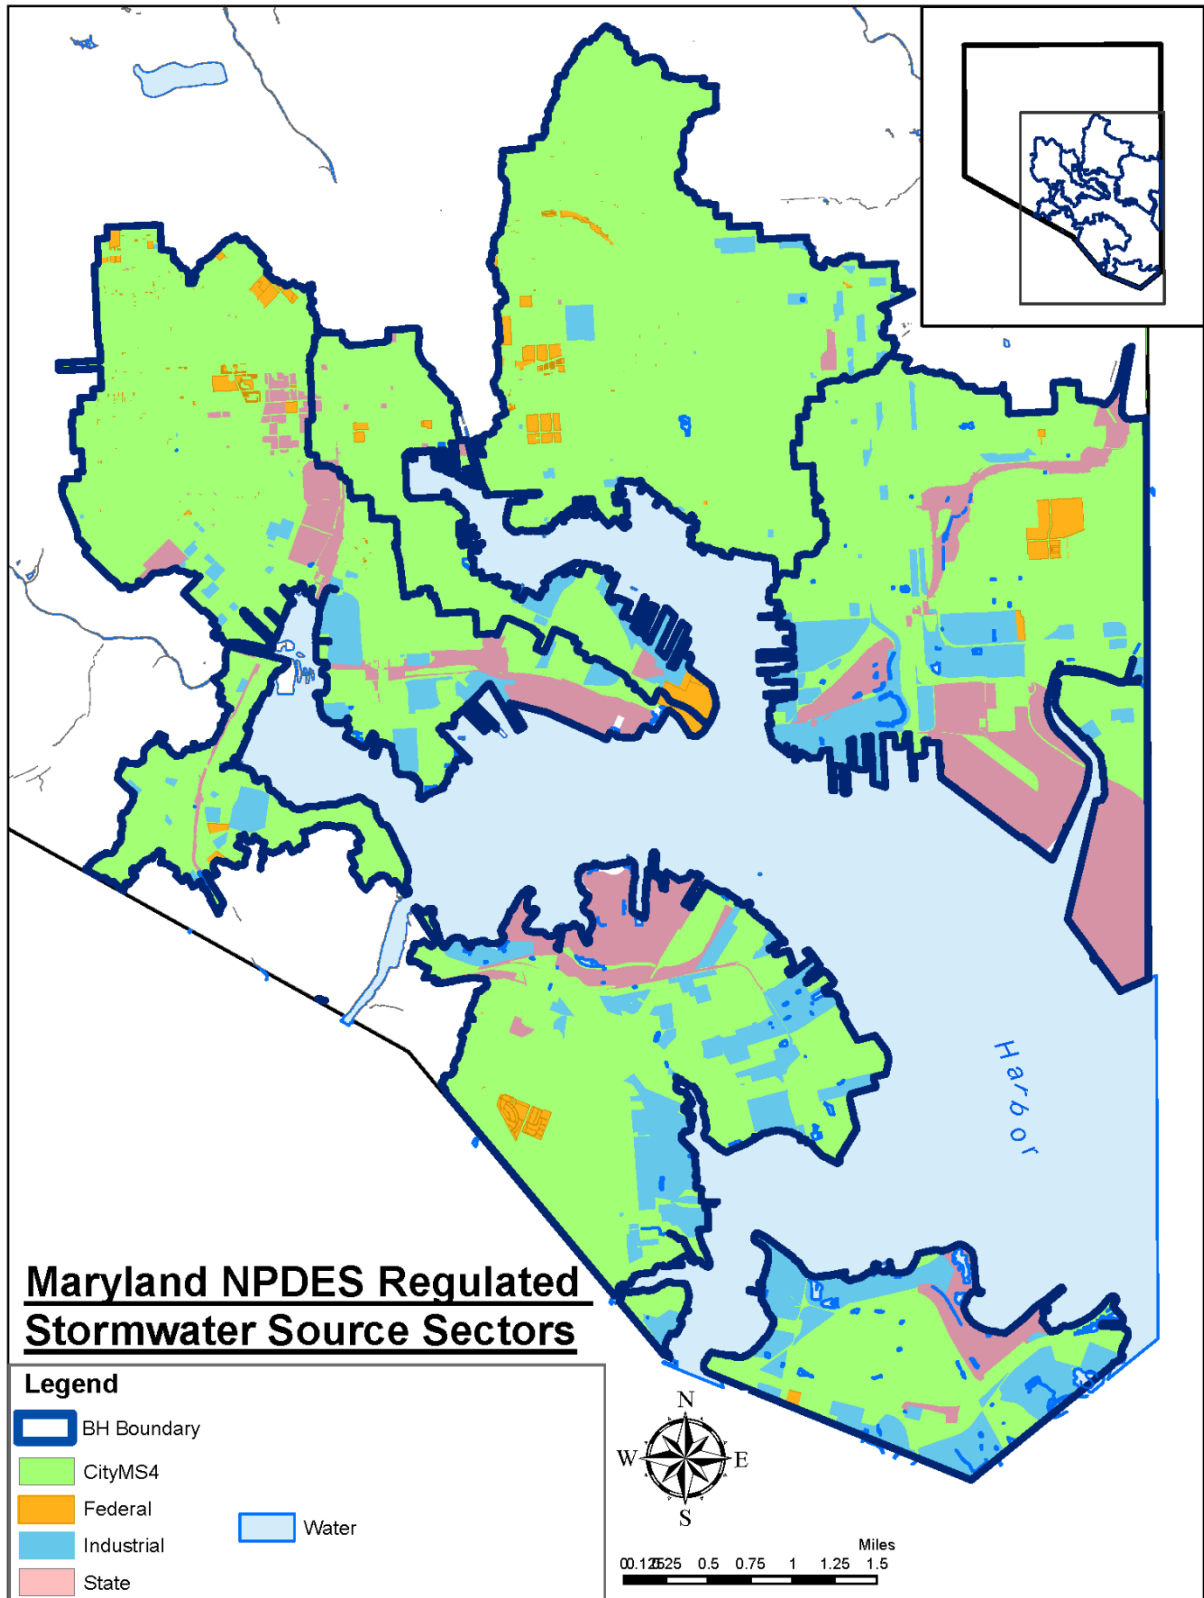 Harbor
Maryland NPDES Regulated
Stormwater Source Sectors
Legend
BH Boundary
CityMS4
Federal
Industrial
State
Water
N
W E
S
Miles
0.5 0.75 1 1.25 1.5